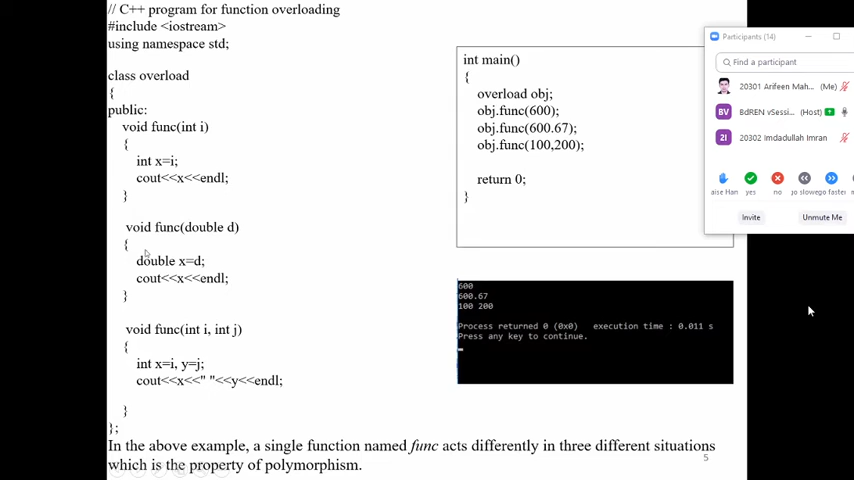 // C++ program for function overloading
#include <iostream>
using namespace std;
class overload
{
public:
void func(int i)
{
int x=i;
cout<<x<<endl;
}
void func(double d)
{
double x=d;
cout<<x<<endl;
}
void func(int i, int j)
{
int x=i, y=j;
cout<<x<<" "<<y<<endl;
}
};
In the above example, a single function named func acts differently in three different situations
which is the property of polymorphism.
5
int main()
{
overload obj;
obj.func(600);
obj.func(600.67);
obj.func(100,200);
return 0;
}
600
600.67
100 200
Process returned 0 (0x0) execution time : 0.011 s
Press any key to continue.
Participants (14)
Find a participant
20301 Arifeen Mah... (Me)
BV BdREN vSessi... (Host)
2I 20302 Imdadullah Imran
aise Han yes no go slower go faster
Invite Unmute Me